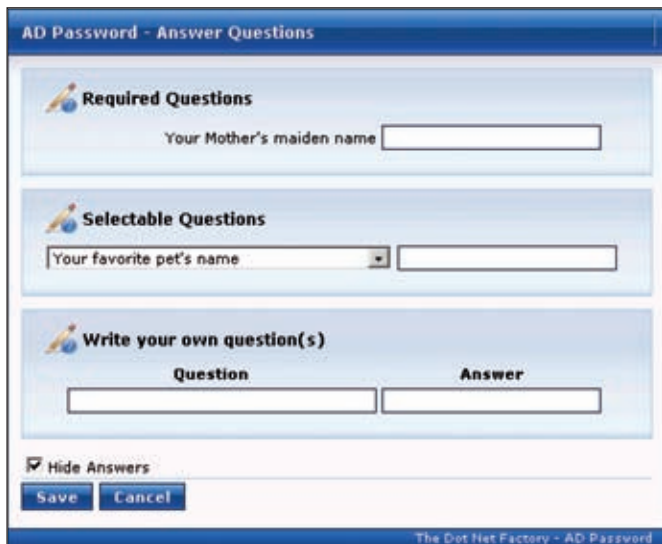 AD Password - Answer Questions
Required Questions
Your Mother's maiden name
Selectable Questions
Your favorite pet's name
Write your own question(s)
Question Answer
Hide Answers
Save Cancel
The Dot Net Factory - AD Password